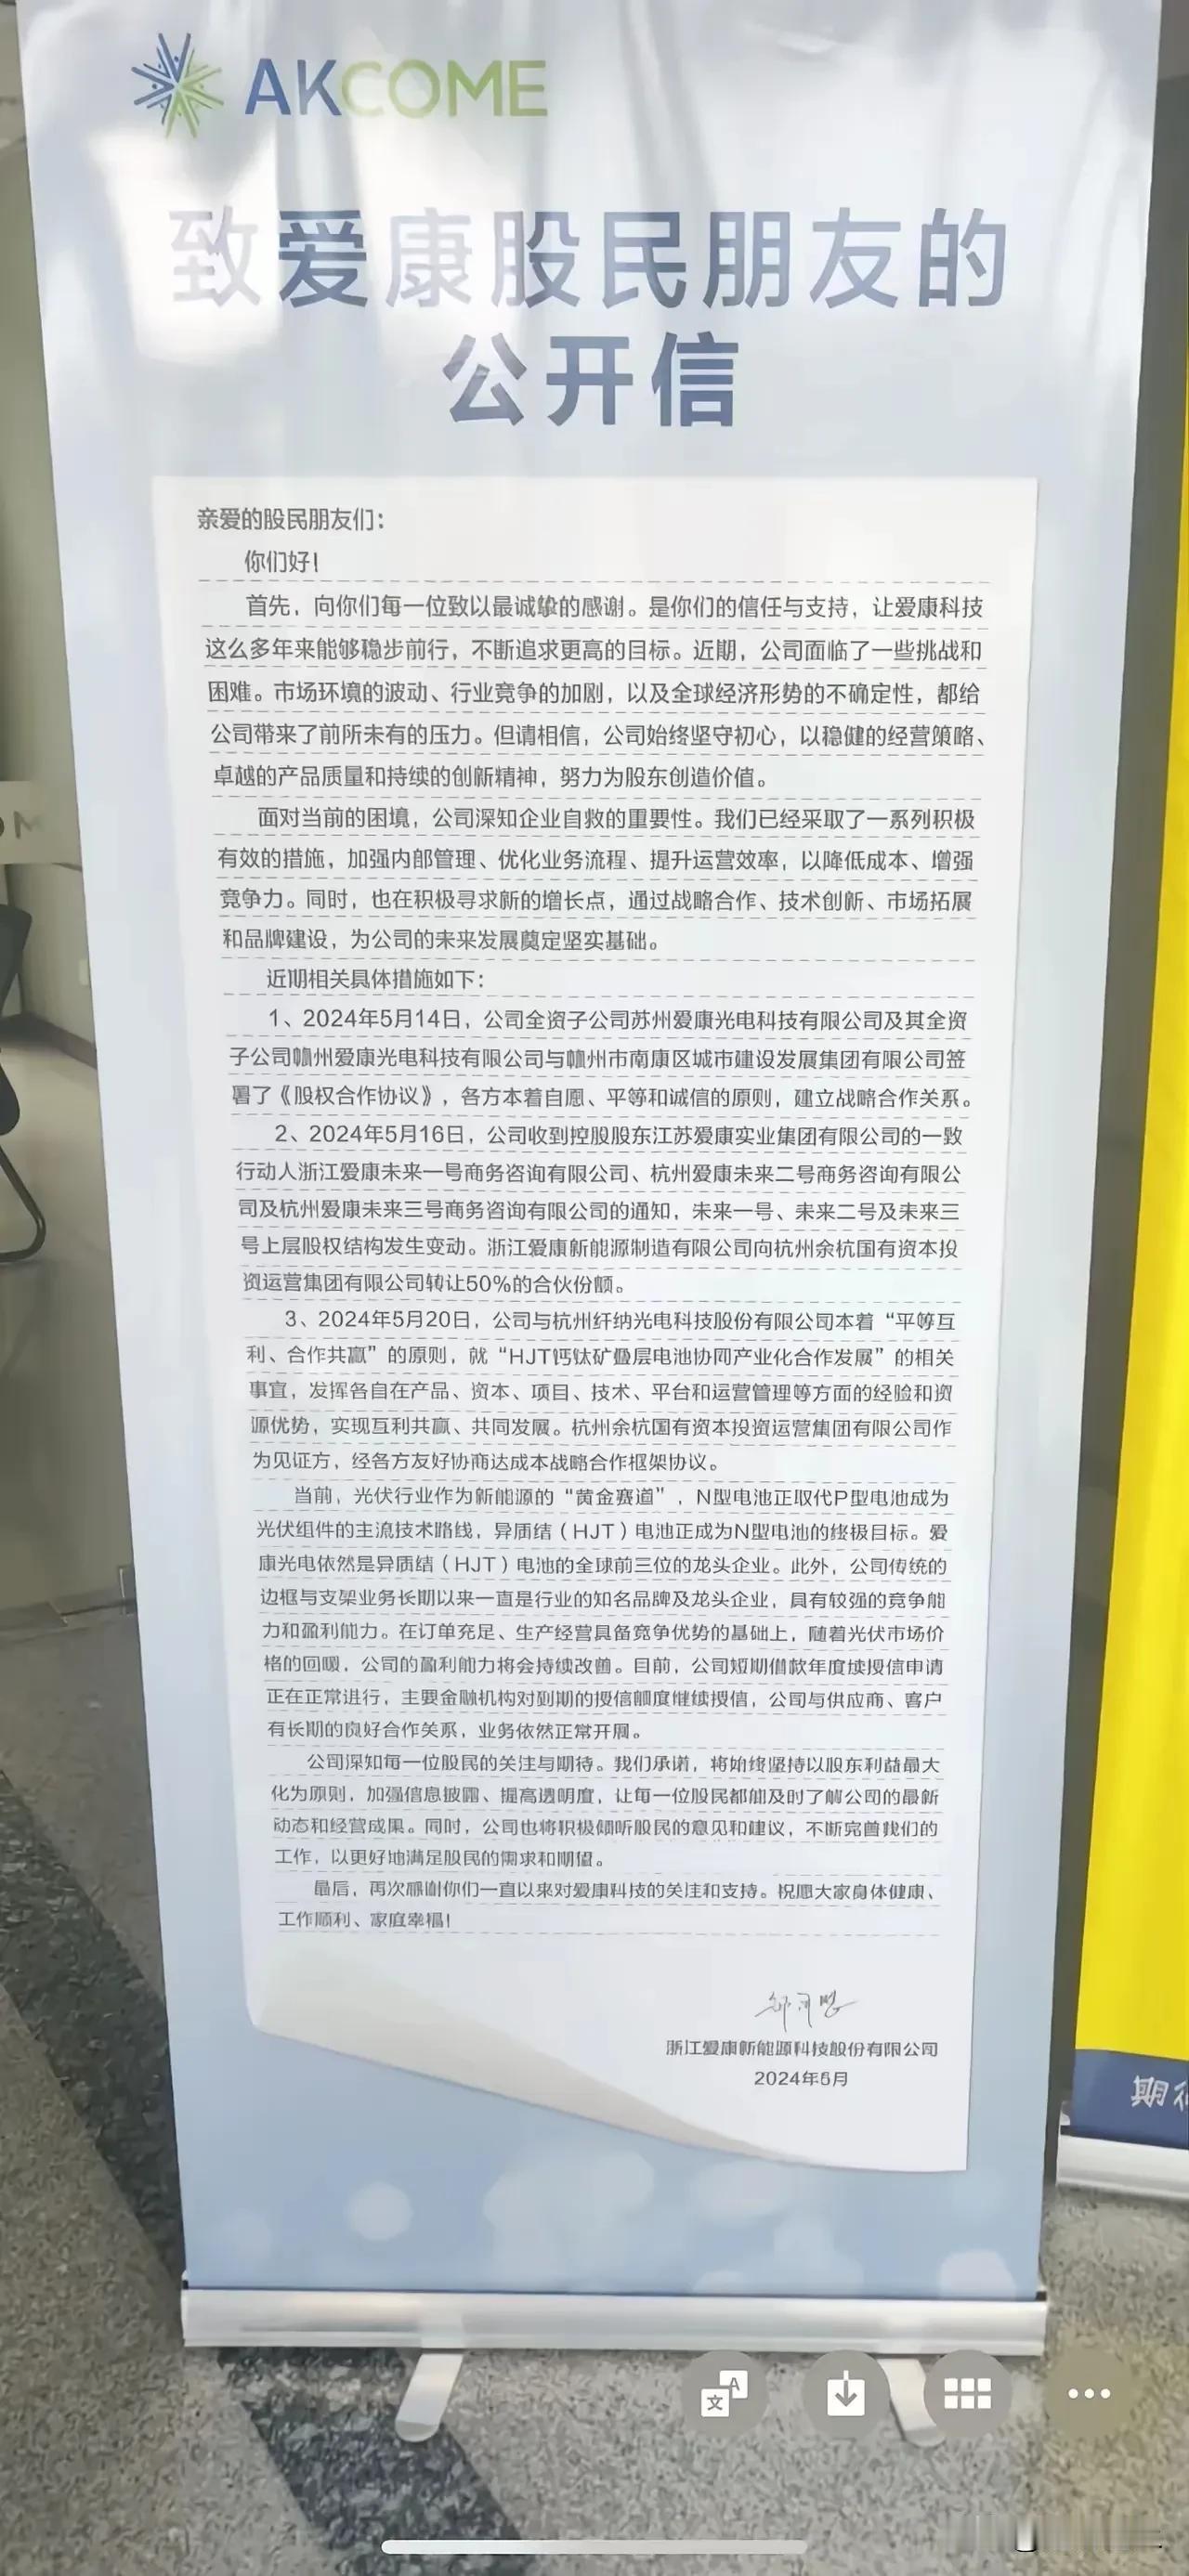 AKCOME
致爱康股民朋友的
公开信
亲爱的股民朋友们：
你们好！
首先，向你们每一位致以最诚挚的感谢。是你们的信任与支持，让爱康科技
这么多年来能够稳步前行，不断追求更高的目标。近期，公司面临了一些挑战和
困难。市场环境的波动、行业竞争的加剧，以及全球经济形势的不确定性，都给
公司带来了前所未有的压力。但请相信，公司始终坚守初心，以稳健的经营策略、
卓越的产品质量和持续的创新精神，努力为股东创造价值。
面对当前的困境，公司深知企业自救的重要性。我们已经采取了一系列积极
有效的措施，加强内部管理、优化业务流程、提升运营效率，以降低成本、增强
竞争力。同时，也在积极寻求新的增长点，通过战略合作、技术创新、市场拓展
和品牌建设，为公司的未来发展奠定坚实基础。
近期相关具体措施如下：
1、2024年5月14日，公司全资子公司苏州爱康光电科技有限公司及其全资
子公司赣州爱康光电科技有限公司与赣州市南康区城市建设发展集团有限公司签
署了《股权合作协议》，各方本着自愿、平等和诚信的原则，建立战略合作关系。
2、2024年5月16日，公司收到控股股东江苏爱康实业集团有限公司的一致
行动人浙江爱康未来一号商务咨询有限公司、杭州爱康未来二号商务咨询有限公
司及杭州爱康未来三号商务咨询有限公司的通知，未来一号、未来二号及未来三
号上层股权结构发生变动。浙江爱康新能源制造有限公司向杭州余杭国有资本投
资运营集团有限公司转让50%的合伙份额。
3、2024年5月20日，公司与杭州纤纳光电科技股份有限公司本着“平等互
利、合作共赢”的原则，就“HJT钙钛矿叠层电池协同产业化合作发展”的相关
事宜，发挥各自在产品、资本、项目、技术、平台和运营管理等方面的经验和资
源优势，实现互利共赢、共同发展。杭州余杭国有资本投资运营集团有限公司作
为见证方，经各方友好协商达成本战略合作框架协议。
当前，光伏行业作为新能源的“黄金赛道”，N型电池正取代P型电池成为
光伏组件的主流技术路线，异质结（HJT）电池正成为N型电池的终极目标。爱
康光电依然是异质结（HJT）电池的全球前三位的龙头企业。此外，公司传统的
边框与支架业务长期以来一直是行业的知名品牌及龙头企业，具有较强的竞争能
力和盈利能力。在订单充足、生产经营具备竞争优势的基础上，随着光伏市场价
格的回暖，公司的盈利能力将会持续改善。目前，公司短期借款年度续授信申请
正在正常进行，主要金融机构对到期的授信额度继续授信，公司与供应商、客户
有长期的良好合作关系，业务依然正常开展。
公司深知每一位股民的关注与期待。我们承诺，将始终坚持以股东利益最大
化为原则，加强信息披露、提高透明度，让每一位股民都能及时了解公司的最新
动态和经营成果。同时，公司也将积极倾听股民的意见和建议，不断完善我们的
工作，以更好地满足股民的需求和期望。
最后，再次感谢你们一直以来对爱康科技的关注和支持。祝愿大家身体健康、
工作顺利、家庭幸福！
浙江爱康新能源科技股份有限公司
2024年5月
期待